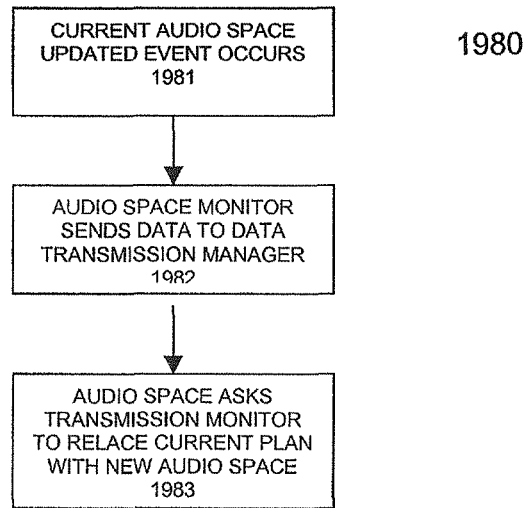 CURRENT AUDIO SPACE
UPDATED EVENT OCCURS
1981
1980
AUDIO SPACE MONITOR
SENDS DATA TO DATA
TRANSMISSION MANAGER
1982
AUDIO SPACE ASKS
TRANSMISSION MONITOR
TO RELACE CURRENT PLAN
WITH NEW AUDIO SPACE
1983